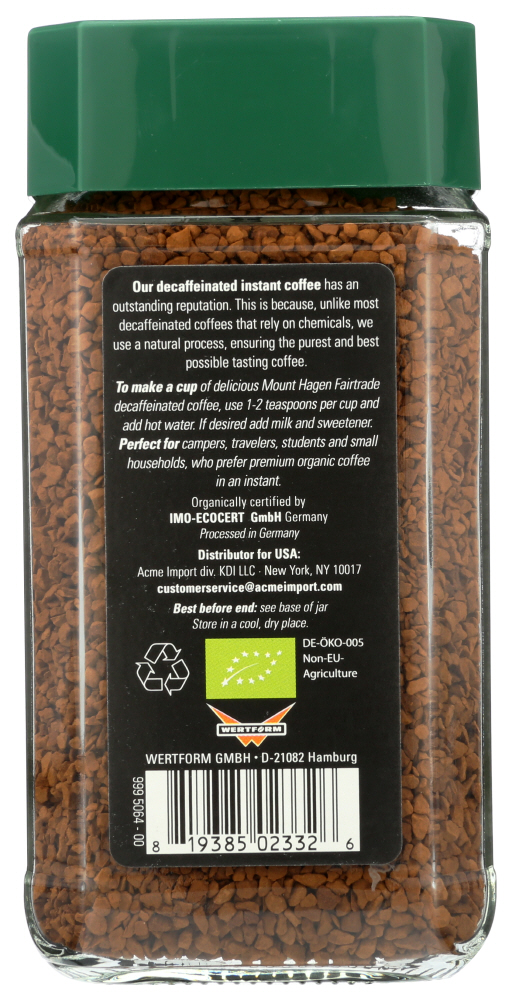 Our decaffeinated instant coffee has an
outstanding reputation. This is because, unlike most
decaffeinated coffees that rely on chemicals, we
use a natural process, ensuring the purest and best
possible tasting coffee.
To make a cup of delicious Mount Hagen Fairtrade
decaffeinated coffee, use 1-2 teaspoons per cup and
add hot water. If desired add milk and sweetener.
Perfect for campers, travelers, students and small
households, who prefer premium organic coffee
in an instant.
Organically certified by
IMO-ECOCERT GmbH Germany
Processed in Germany
Distributor for USA:
Acme Import div. KDI LLC · New York, NY 10017
customerservice@acmeimport.com
Best before end: see base of jar
Store in a cool, dry place.
DE-ÖKO-005
Non-EU-
Agriculture
WERTFORM
WERTFORM GMBH • D-21082 Hamburg
999 5064 - 00
8 19385 02332 6